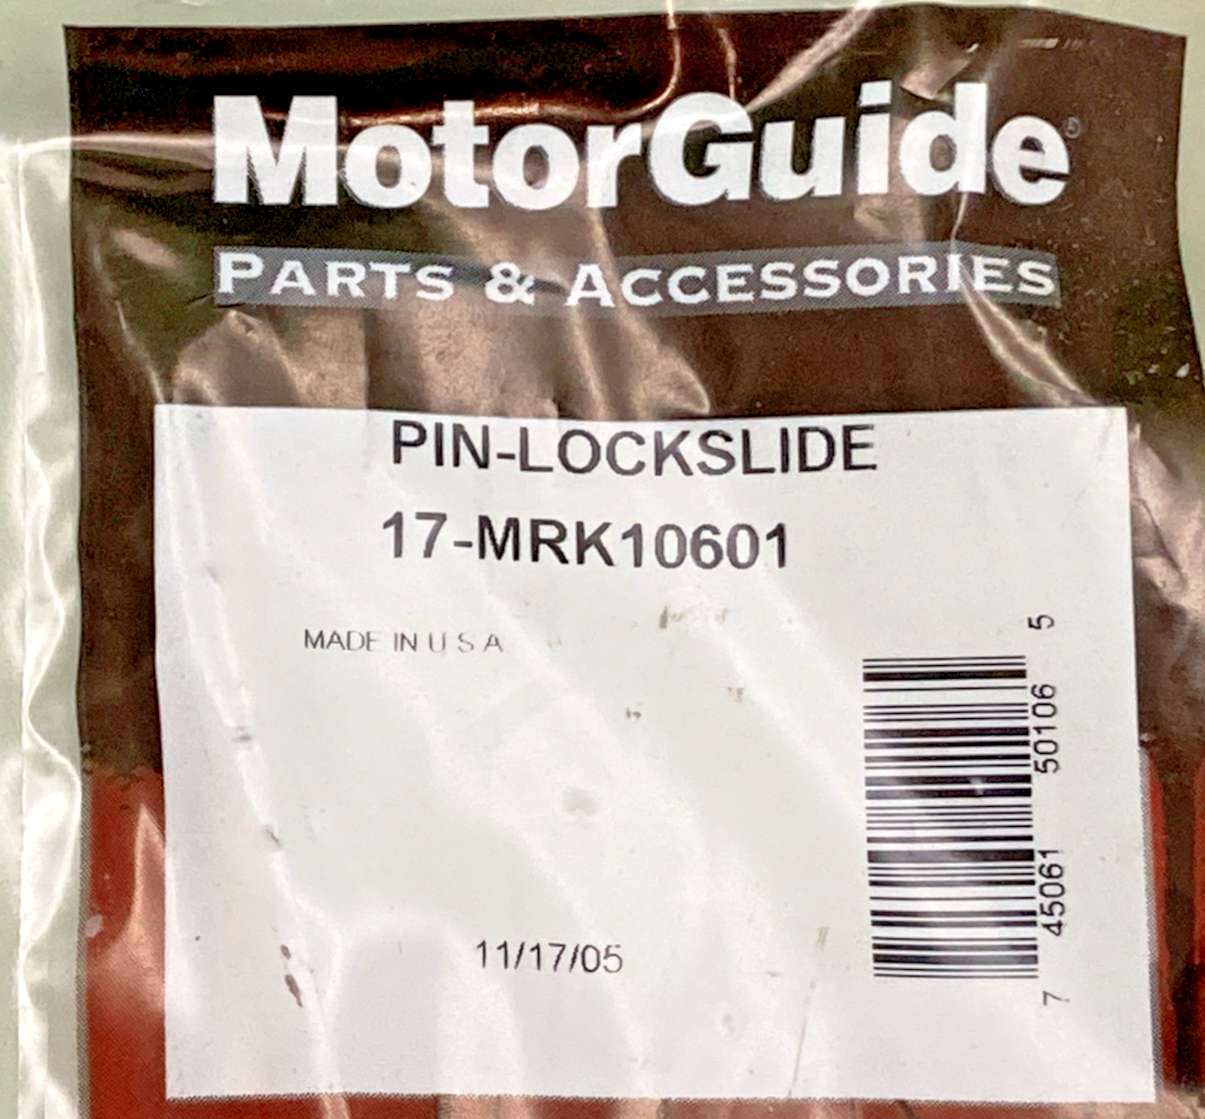 MotorGuide®
PARTS & ACCESSORIES
PIN-LOCKSLIDE
17-MRK10601
MADE IN U S A
7 45061 50106 5
11/17/05